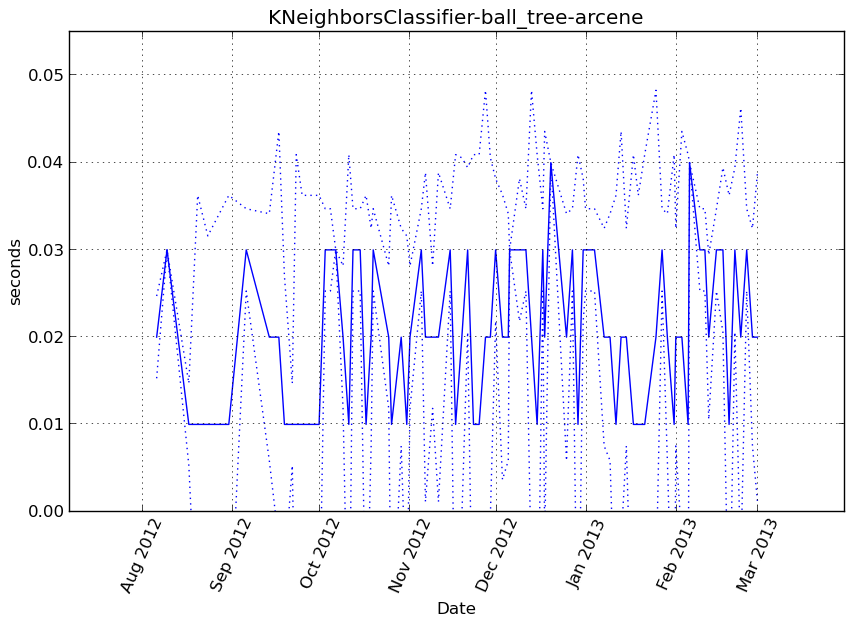 KNeighborsClassifier-ball_tree-arcene
0.05
0.04
0.03
0.02
0.01
0.00
seconds
Aug 2012
Sep 2012
Oct 2012
Nov 2012
Dec 2012
Jan 2013
Feb 2013
Mar 2013
Date